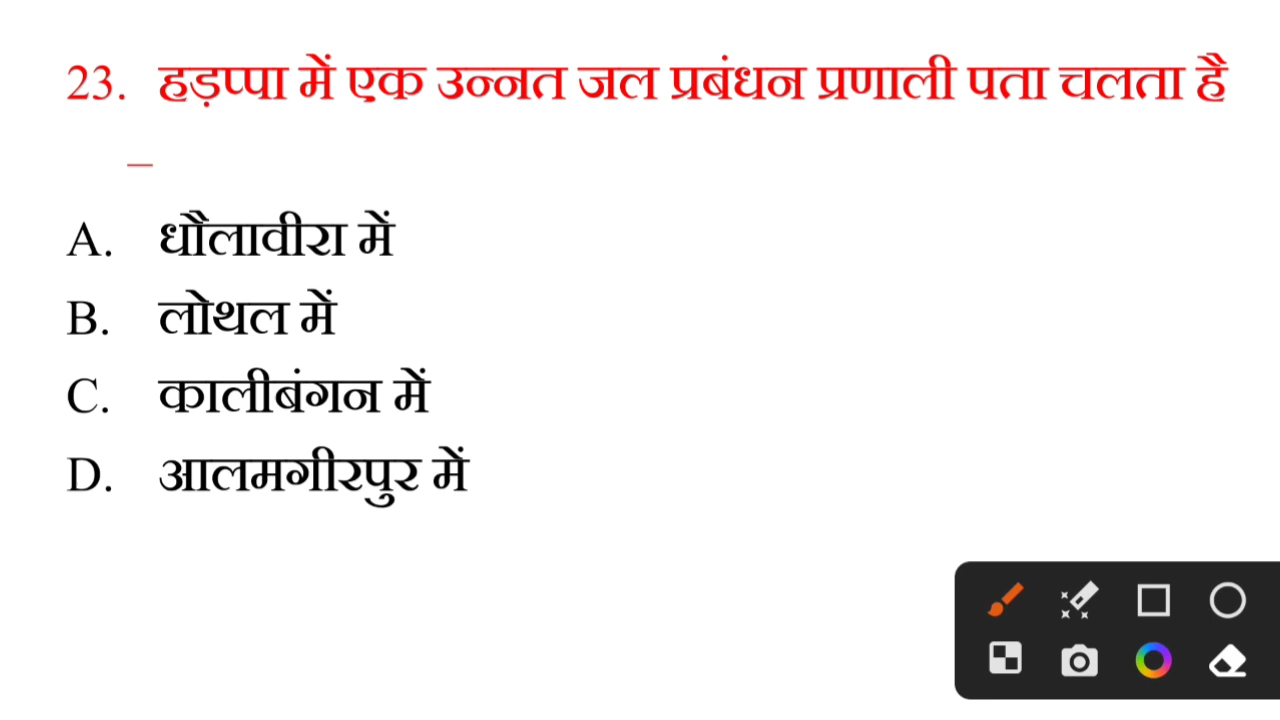 23. हड़प्पा में एक उन्नत जल प्रबंधन प्रणाली पता चलता है
–
A. धौलावीरा में
B. लोथल में
C. कालीबंगन में
D. आलमगीरपुर में